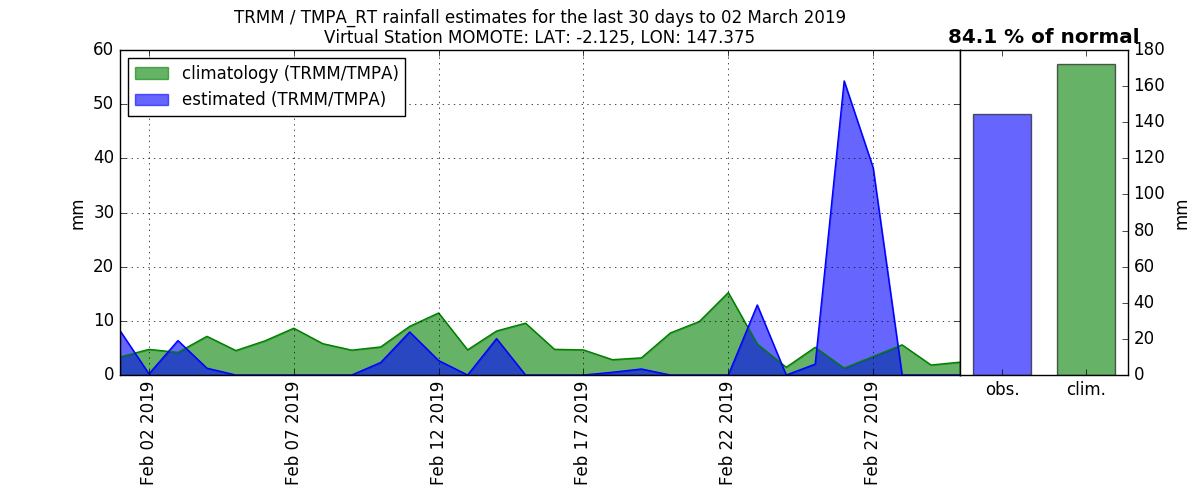 TRMM / TMPA_RT rainfall estimates for the last 30 days to 02 March 2019
Virtual Station MOMOTE: LAT: -2.125, LON: 147.375
84.1 % of normal
climatology (TRMM/TMPA)
estimated (TRMM/TMPA)
60
50
40
30
20
10
0
mm
Feb 02 2019
Feb 07 2019
Feb 12 2019
Feb 17 2019
Feb 22 2019
Feb 27 2019
180
160
140
120
100
80
60
40
20
0
mm
obs.
clim.